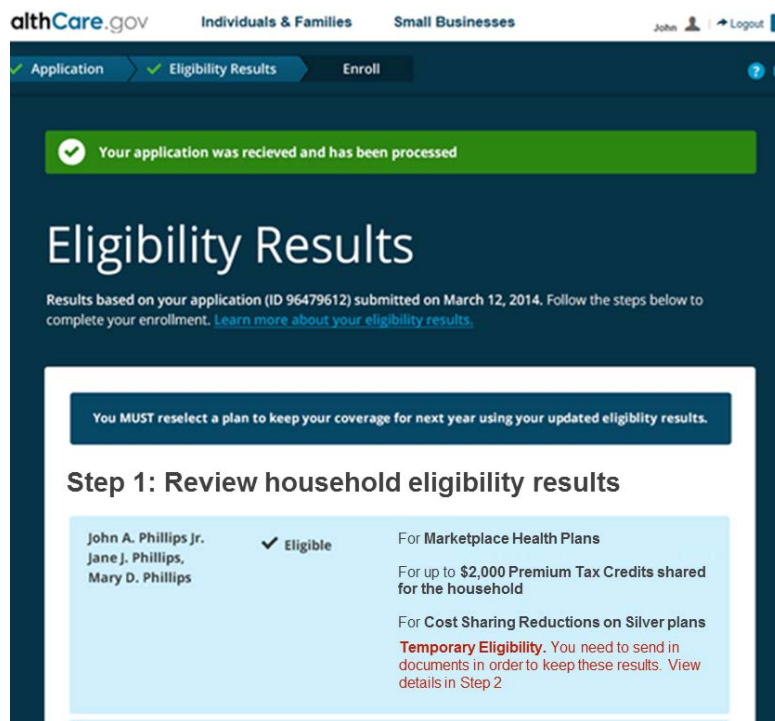 althCare.gov Individuals & Families Small Businesses John Logout
Application Eligibility Results Enroll
Your application was recieved and has been processed
Eligibility Results
Results based on your application (ID 96479612) submitted on March 12, 2014. Follow the steps below to
complete your enrollment. Learn more about your eligibility results.
You MUST reselect a plan to keep your coverage for next year using your updated eligiblity results.
Step 1: Review household eligibility results
John A. Phillips Jr.
Jane J. Phillips,
Mary D. Phillips
Eligible
For Marketplace Health Plans
For up to $2,000 Premium Tax Credits shared
for the household
For Cost Sharing Reductions on Silver plans
Temporary Eligibility. You need to send in
documents in order to keep these results. View
details in Step 2